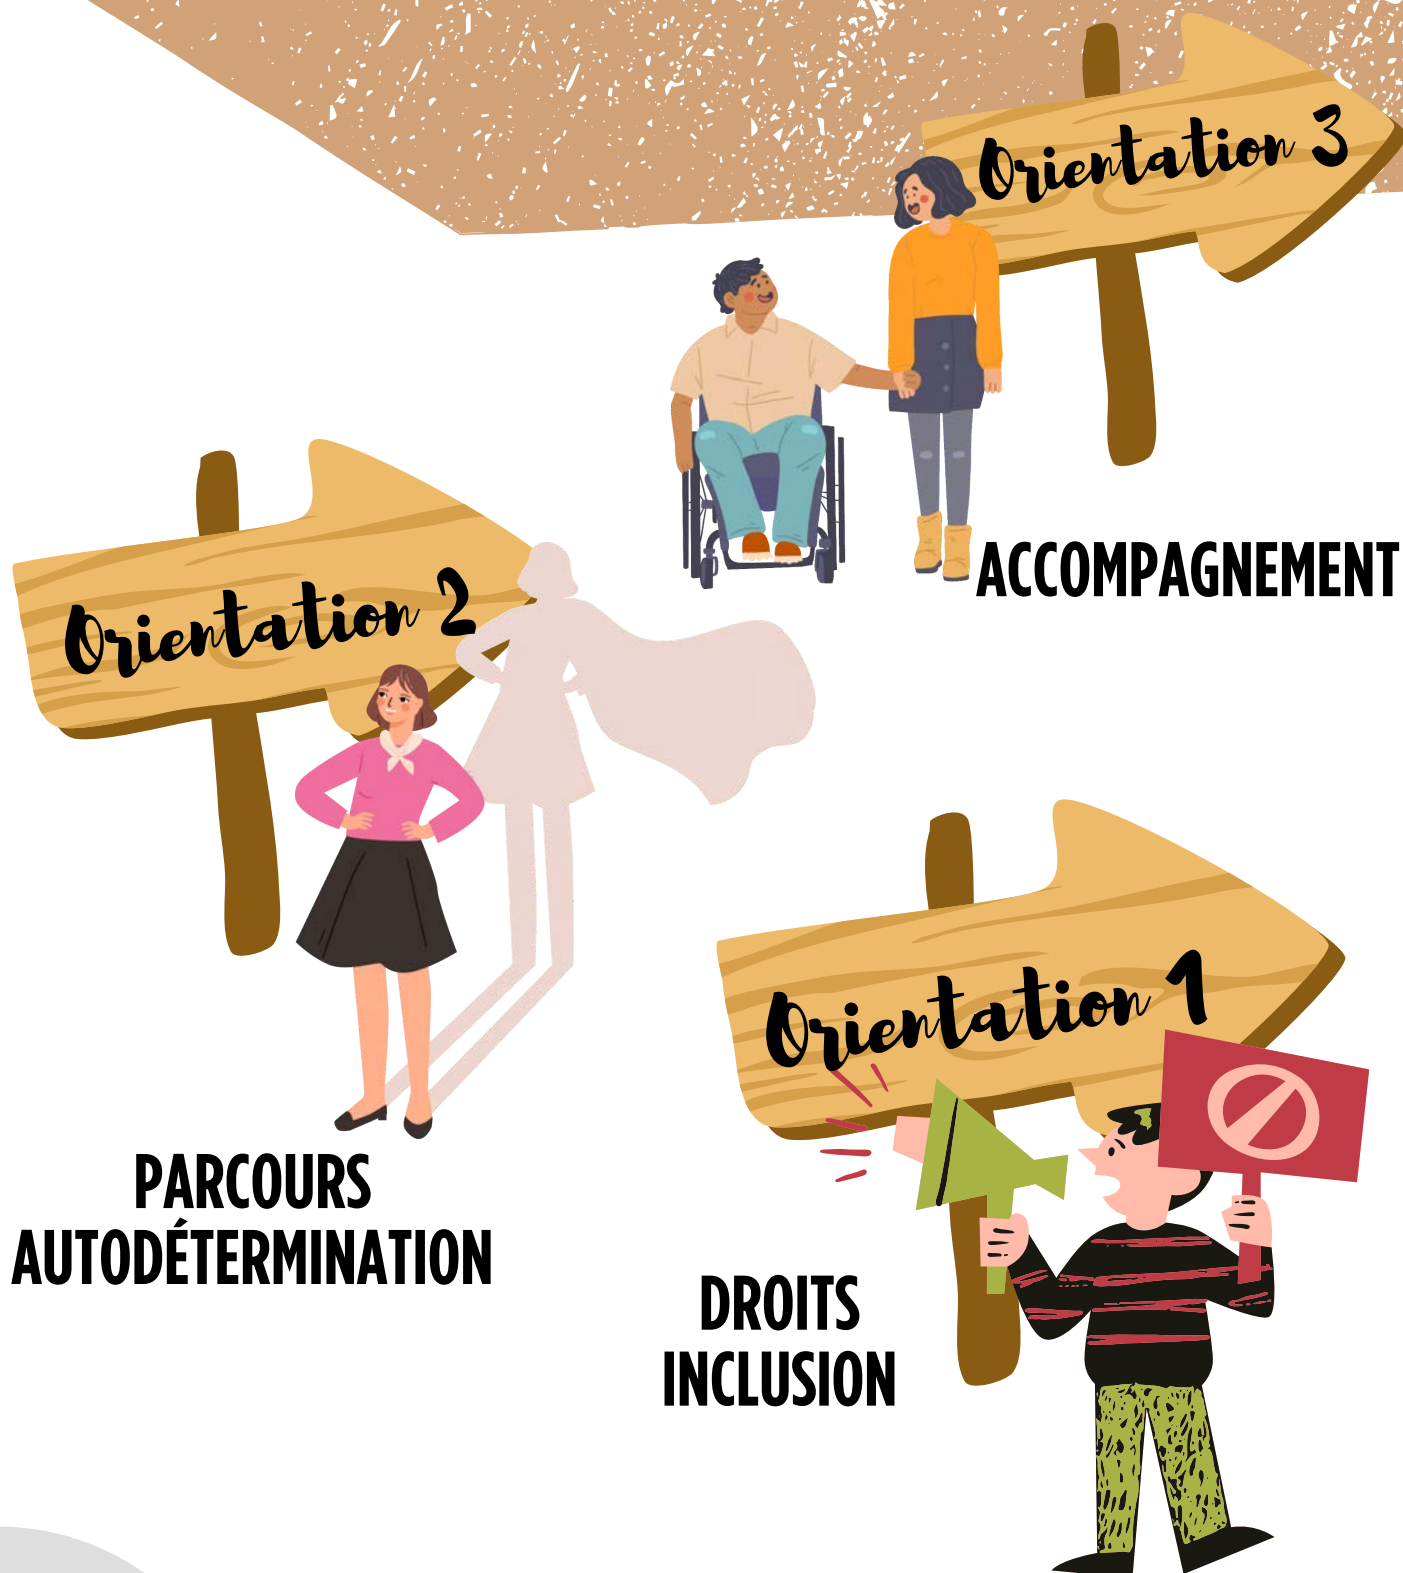 Orientation 3
ACCOMPAGNEMENT
Orientation 2
PARCOURS
AUTODÉTERMINATION
Orientation 1
DROITS
INCLUSION